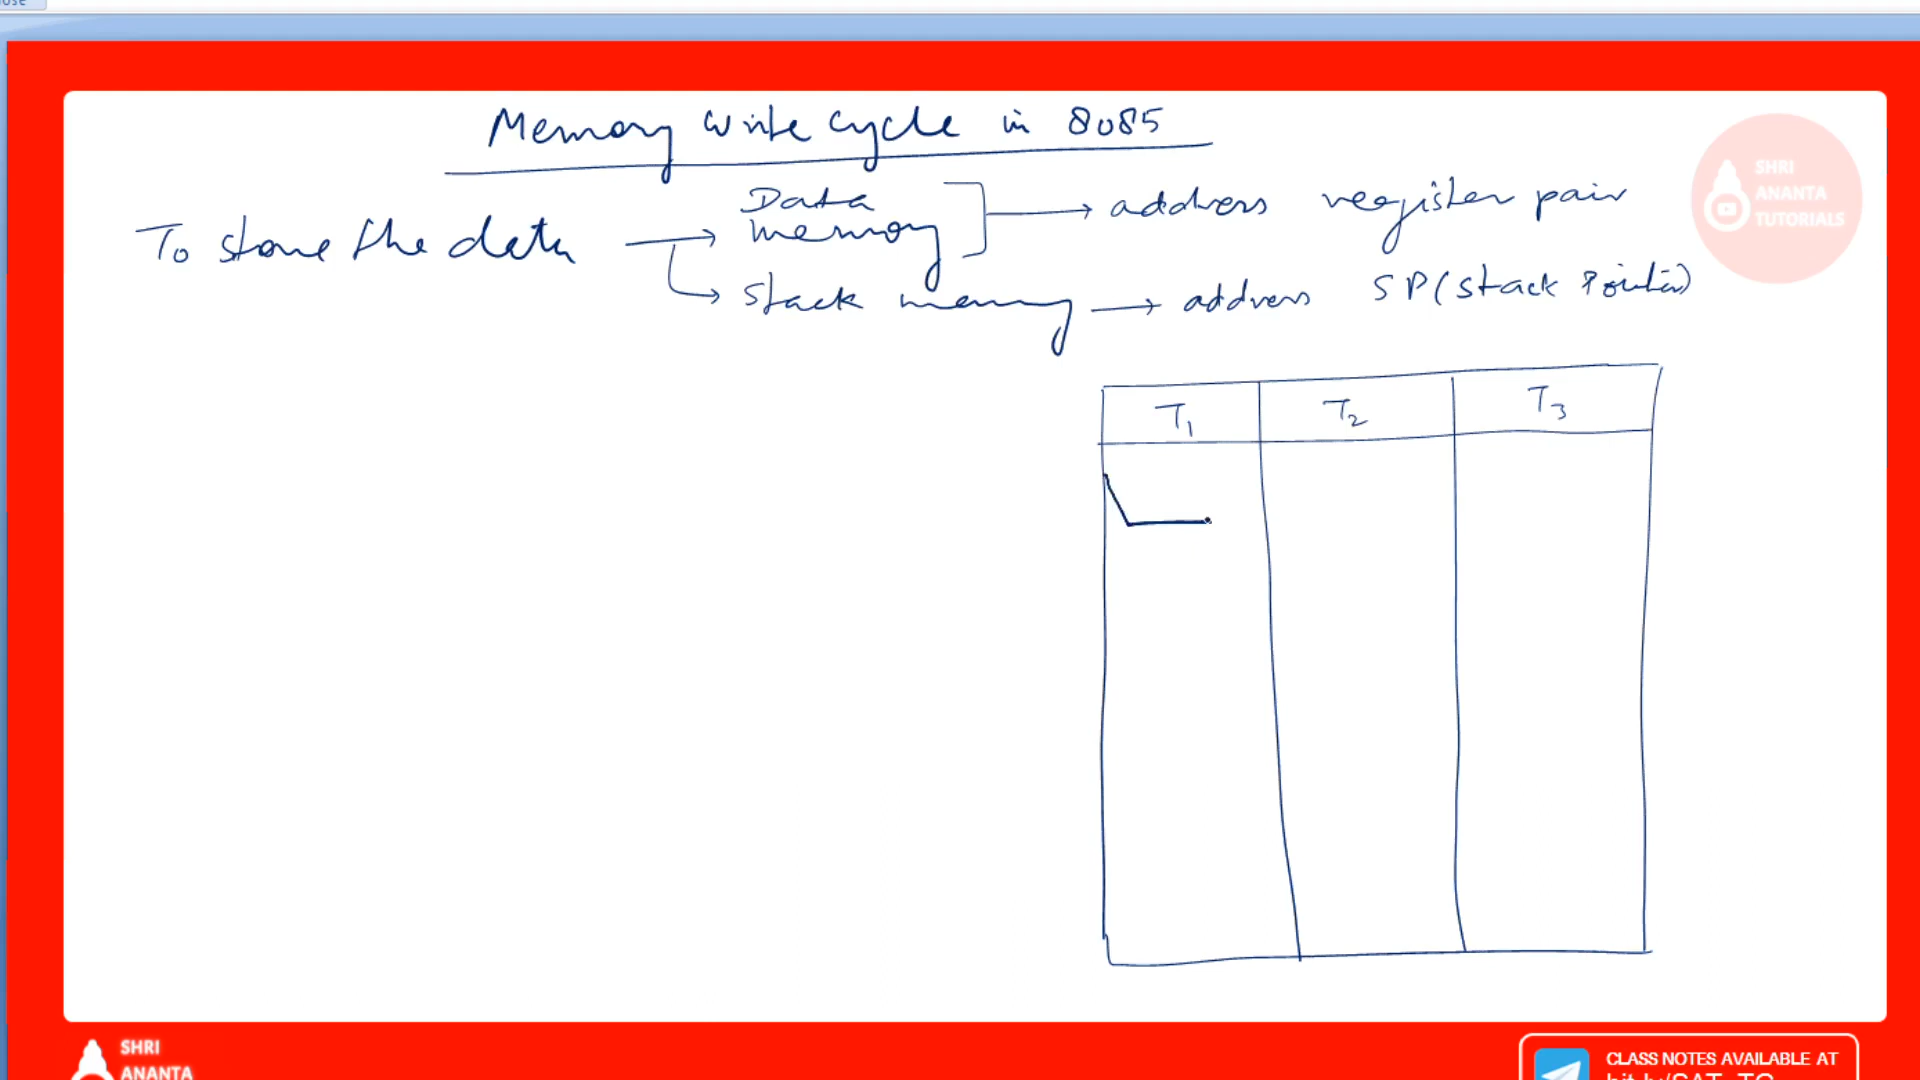 Memory write cycle in 8085
To store the data → Data memory → address register pair
→ stack memory → address SP (stack Pointer)
T1 T2 T3
SHRI
ANANTA
TUTORIALS
SHRI
ANANTA
CLASS NOTES AVAILABLE AT